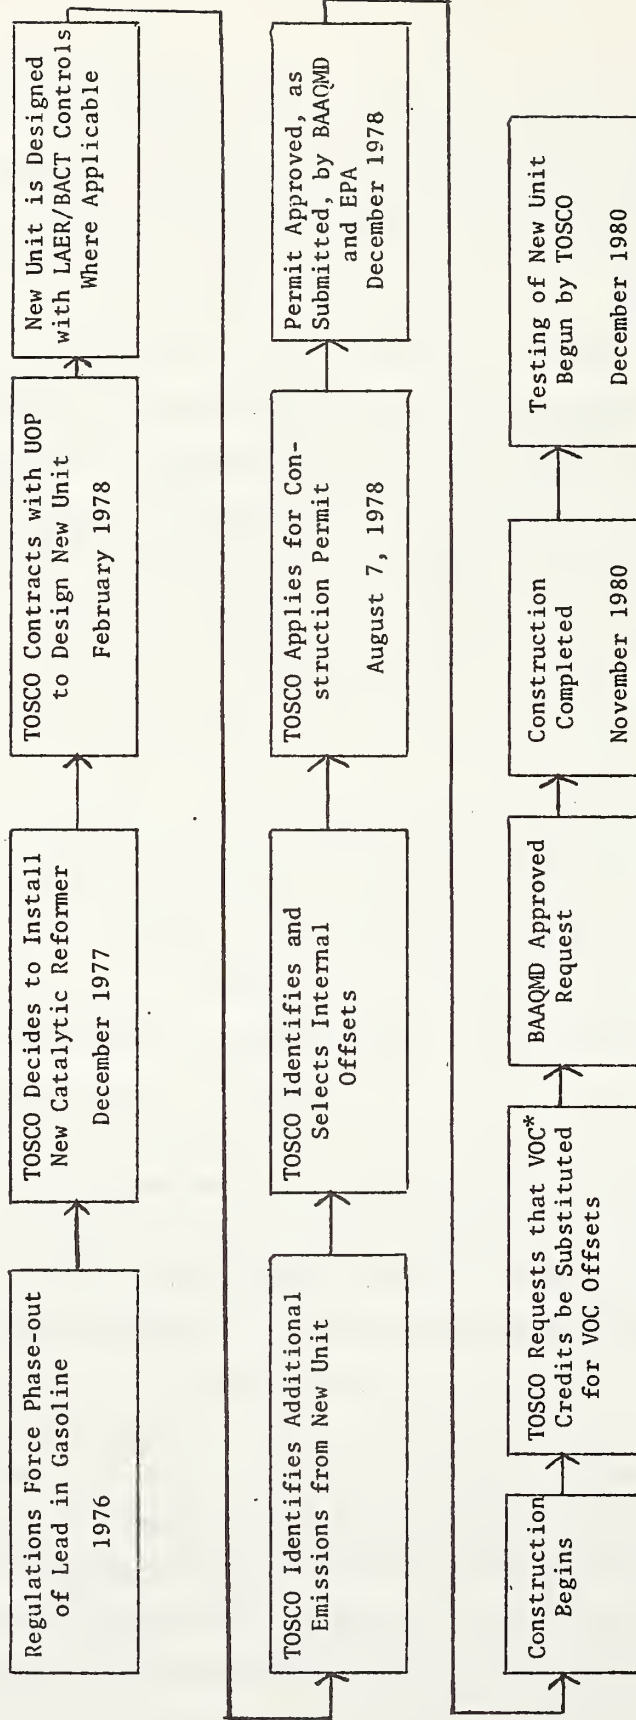 Regulations Force Phase-out
of Lead in Gasoline
1976
TOSCO Decides to Install
New Catalytic Reformer
December 1977
TOSCO Contracts with UOP
to Design New Unit
February 1978
New Unit is Designed
with LAER/BACT Controls
Where Applicable
TOSCO Identifies Additional
Emissions from New Unit
TOSCO Identifies and
Selects Internal
Offsets
TOSCO Applies for Con-
struction Permit
August 7, 1978
Permit Approved, as
Submitted, by BAAQMD
and EPA
December 1978
Construction
Begins
TOSCO Requests that VOC*
Credits be Substituted
for VOC Offsets
BAAQMD Approved
Request
Construction
Completed
November 1980
Testing of New Unit
Begun by TOSCO
December 1980